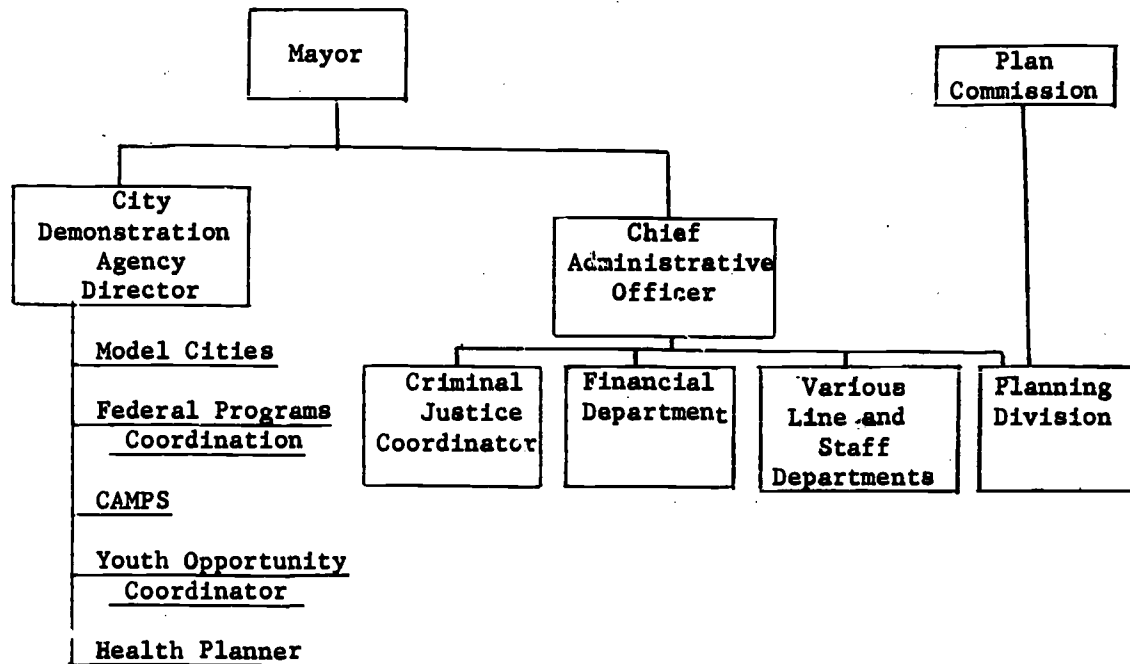 Mayor
Plan
Commission
City
Demonstration
Agency
Director
Chief
Administrative
Officer
Model Cities
Federal Programs
Coordination
CAMPS
Youth Opportunity
Coordinator
Health Planner
Criminal
Justice
Coordinator
Financial
Department
Various
Line and
Staff
Departments
Planning
Division